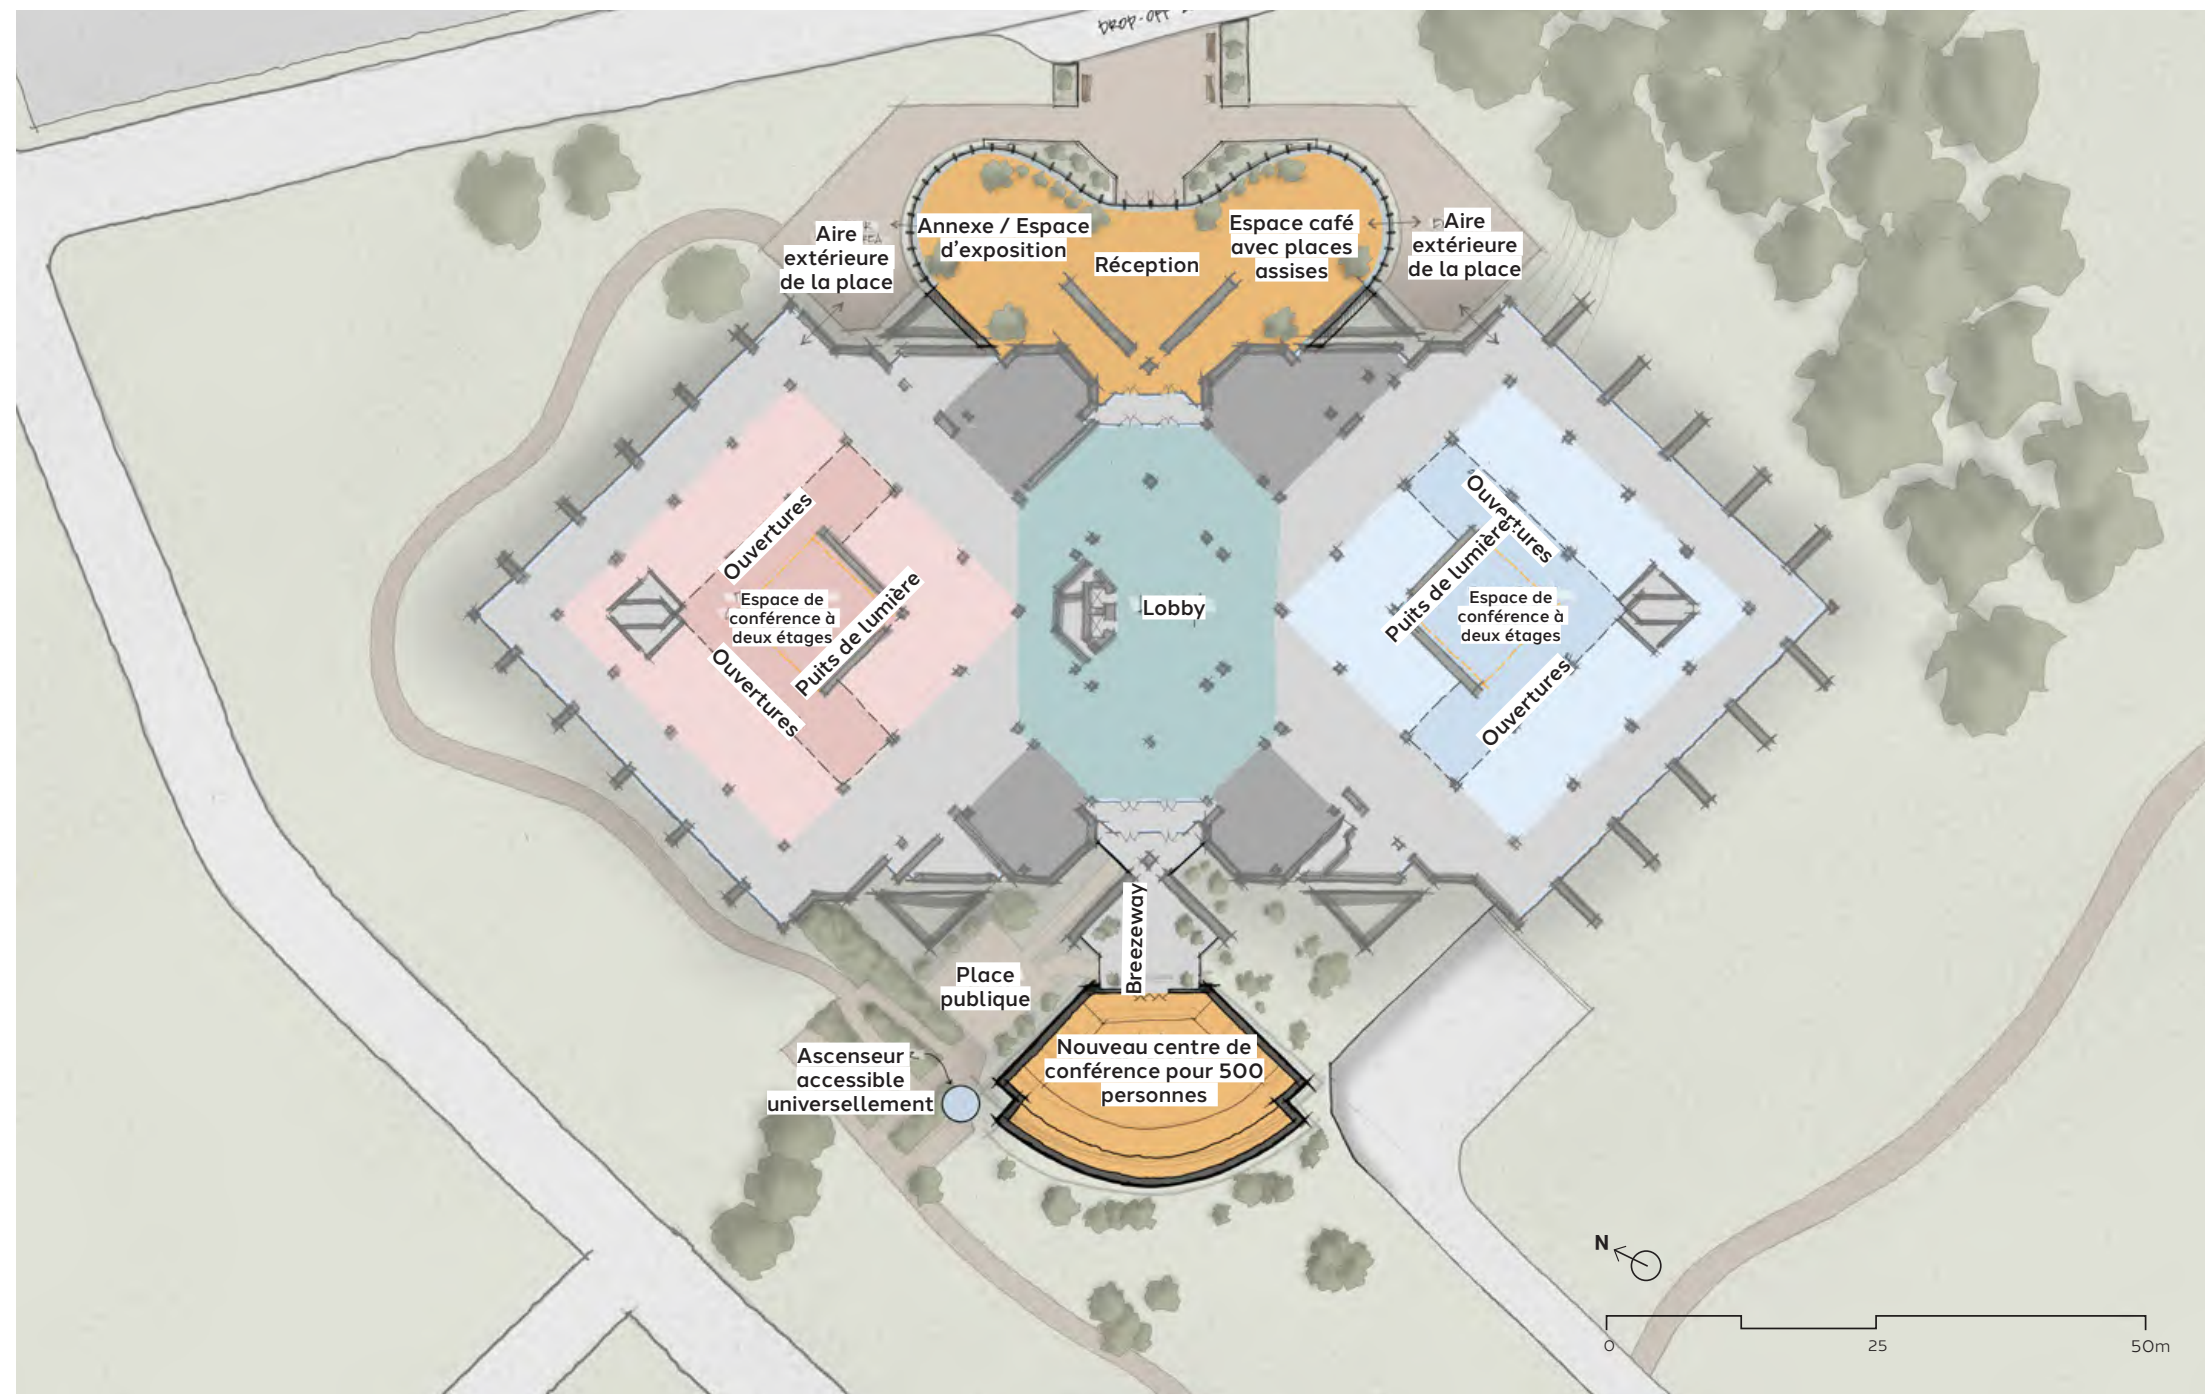 DROP-OFF
Annexe / Espace
d'exposition
Aire
extérieure
de la place
Réception
Espace café
avec places
assises
Aire
extérieure
de la place
Ouvertures
Espace de
conférence à
deux étages
Puits de lumière
Ouvertures
Lobby
Ouvertures
Puits de lumière
Espace de
conférence à
deux étages
Ouvertures
Breezeway
Place
publique
Ascenseur
accessible
universellement
Nouveau centre de
conférence pour 500
personnes
N
0
25
50m